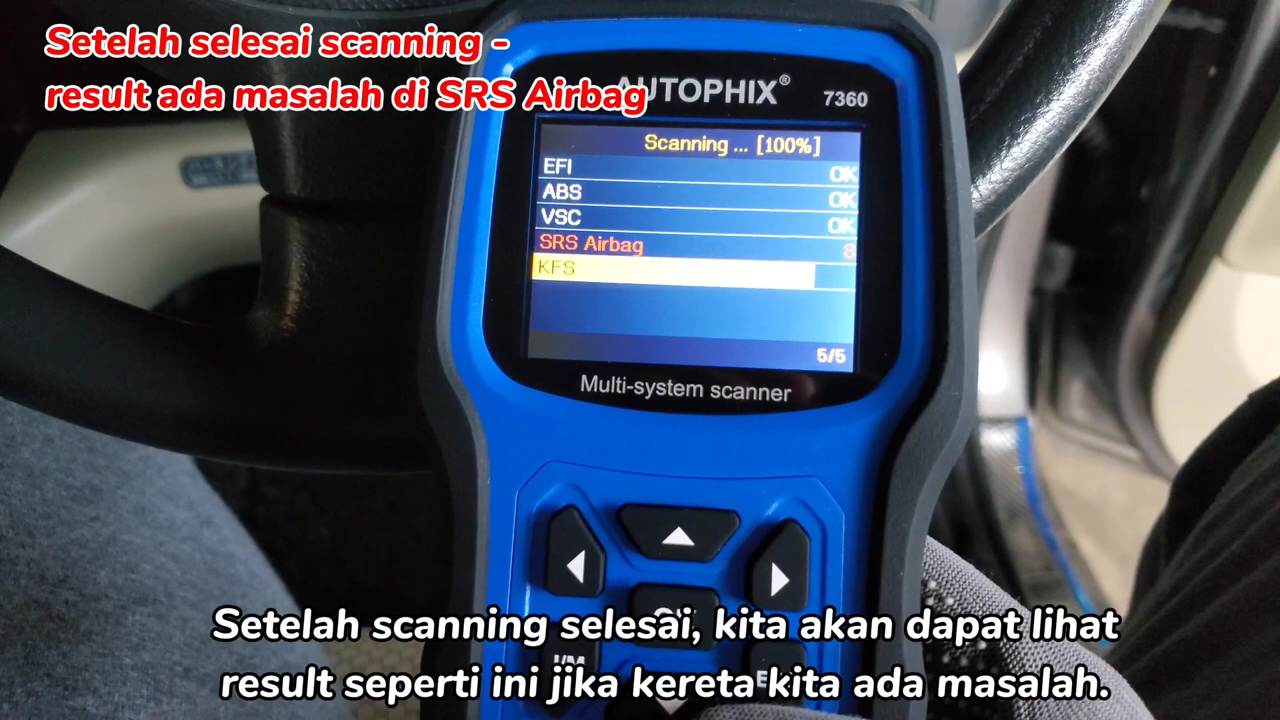 Setelah selesai scanning -
result ada masalah di SRS Airbag
AUTOPHIX® 7360
Scanning ... [100%]
EFI OK
ABS OK
VSC OK
SRS Airbag 8
KFS
5/5
Multi-system scanner
Setelah scanning selesai, kita akan dapat lihat
result seperti ini jika kereta kita ada masalah.